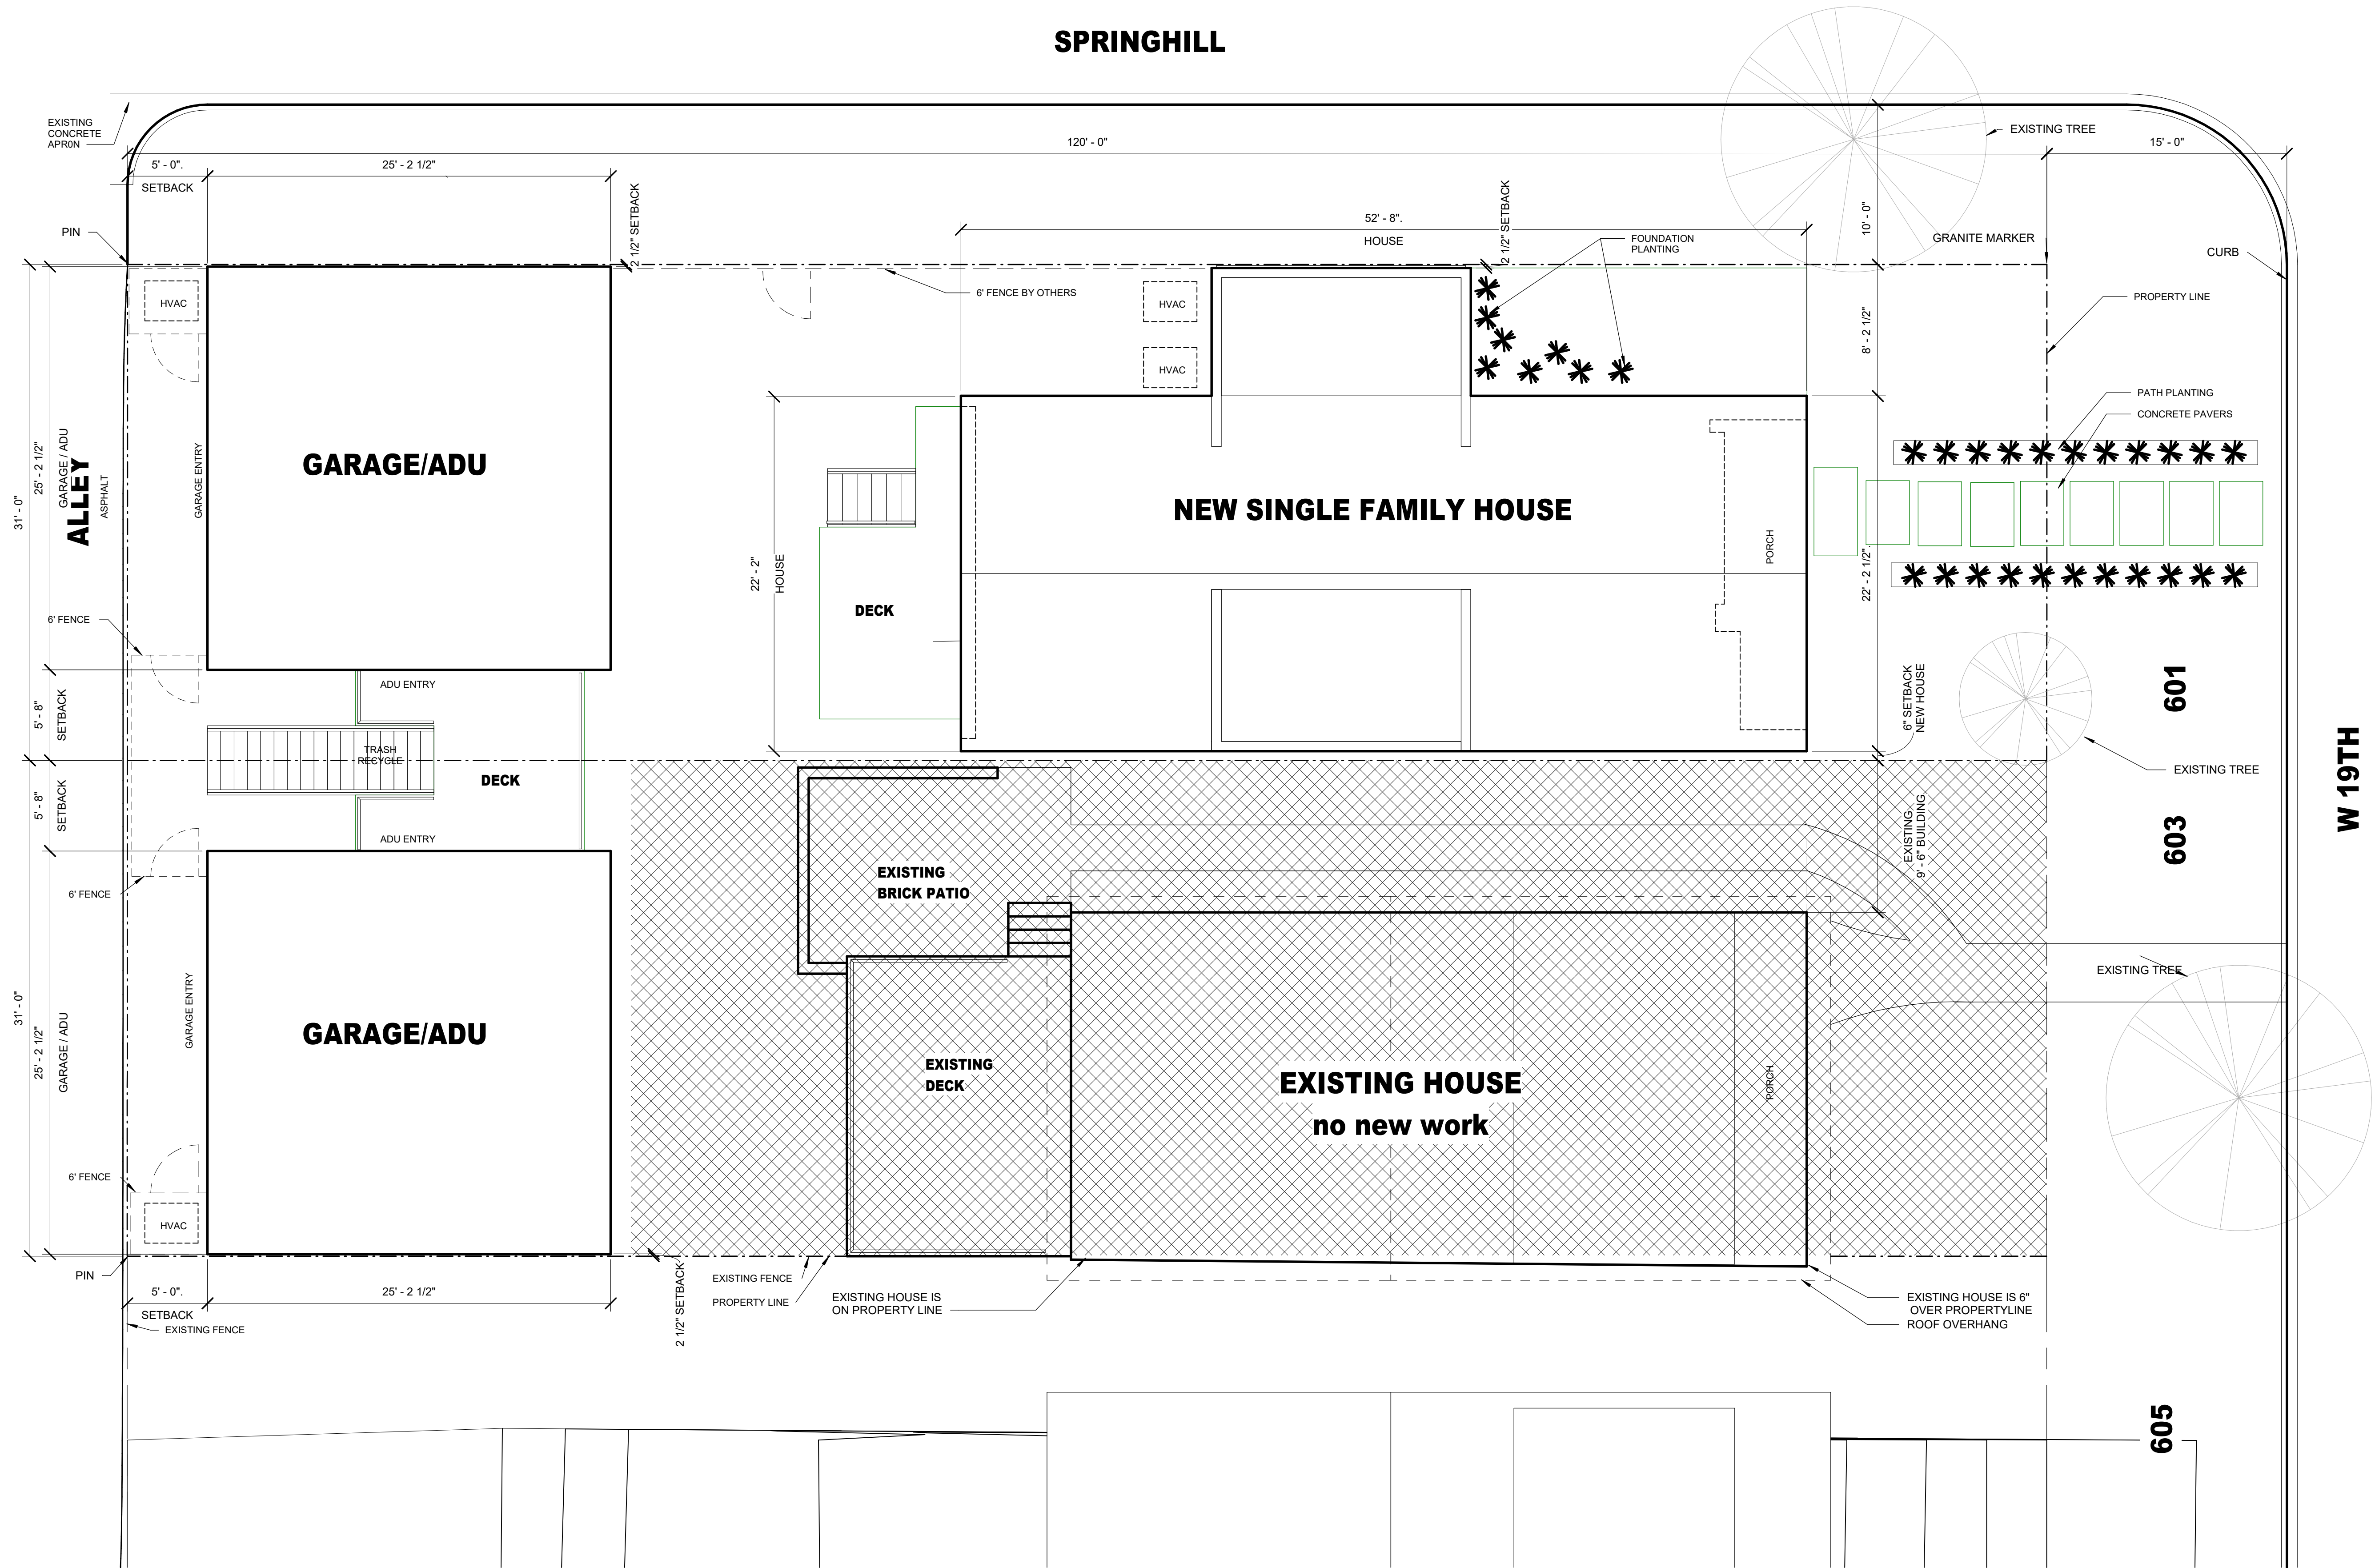 SPRINGHILL
EXISTING
CONCRETE
APR0N
120' - 0"
EXISTING TREE
15' - 0"
5' - 0".
25' - 2 1/2"
SETBACK
2 1/2" SETBACK
2 1/2" SETBACK
52' - 8".
HOUSE
10' - 0"
PIN
FOUNDATION
PLANTING
GRANITE MARKER
CURB
HVAC
6' FENCE BY OTHERS
HVAC
PROPERTY LINE
8' - 2 1/2"
HVAC
PATH PLANTING
CONCRETE PAVERS
31' - 0"
25' - 2 1/2"
GARAGE / ADU
ALLEY
ASPHALT
GARAGE ENTRY
GARAGE/ADU
NEW SINGLE FAMILY HOUSE
PORCH
22' - 2"
HOUSE
22' - 2 1/2".
DECK
6' FENCE
ADU ENTRY
5' - 8"
SETBACK
6" SETBACK
NEW HOUSE
601
TRASH
RECYCLE
DECK
EXISTING TREE
W 19TH
5' - 8"
SETBACK
EXISTING
9' - 6" BUILDING
603
ADU ENTRY
EXISTING
BRICK PATIO
6' FENCE
EXISTING TREE
31' - 0"
25' - 2 1/2"
GARAGE / ADU
GARAGE ENTRY
GARAGE/ADU
EXISTING
DECK
EXISTING HOUSE
no new work
PORCH
6' FENCE
HVAC
PIN
5' - 0".
25' - 2 1/2"
SETBACK
EXISTING FENCE
2 1/2" SETBACK
EXISTING FENCE
PROPERTY LINE
EXISTING HOUSE IS
ON PROPERTY LINE
EXISTING HOUSE IS 6"
OVER PROPERTYLINE
ROOF OVERHANG
605